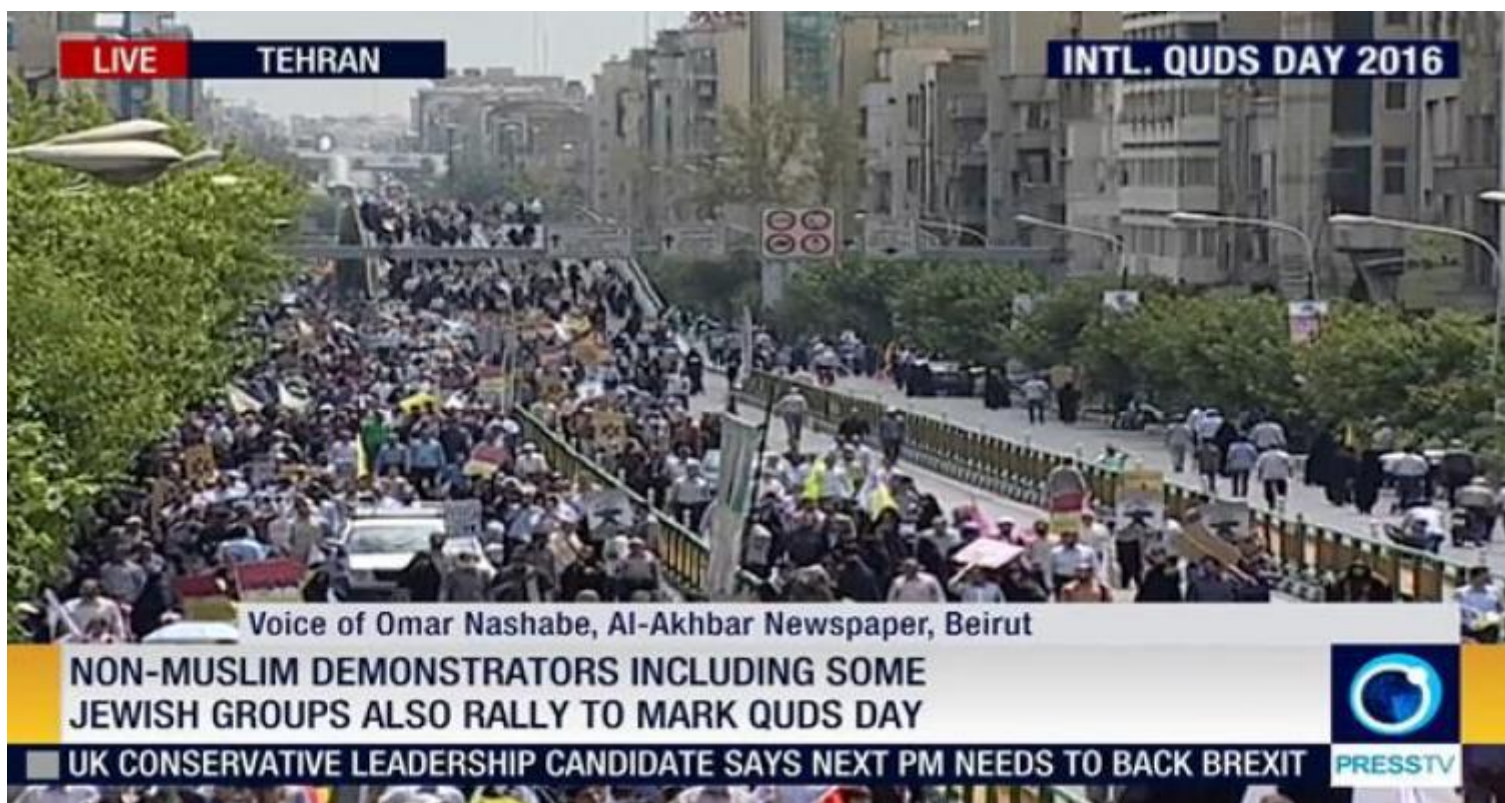 LIVE TEHRAN
INTL. QUDS DAY 2016
Voice of Omar Nashabe, Al-Akhbar Newspaper, Beirut
NON-MUSLIM DEMONSTRATORS INCLUDING SOME
JEWISH GROUPS ALSO RALLY TO MARK QUDS DAY
UK CONSERVATIVE LEADERSHIP CANDIDATE SAYS NEXT PM NEEDS TO BACK BREXIT
PRESSTV